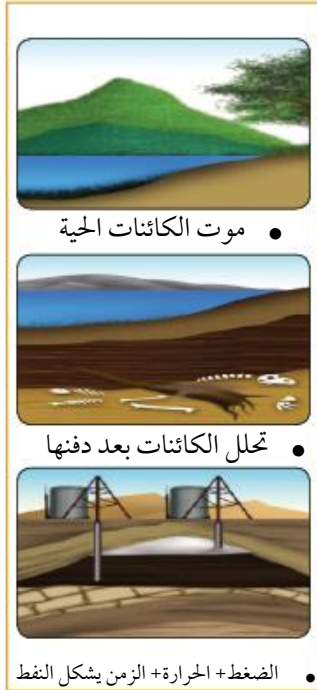 • موت الكائنات الحية
• تحلل الكائنات بعد دفنها
• الضغط+ الحرارة+ الزمن يشكل النفط